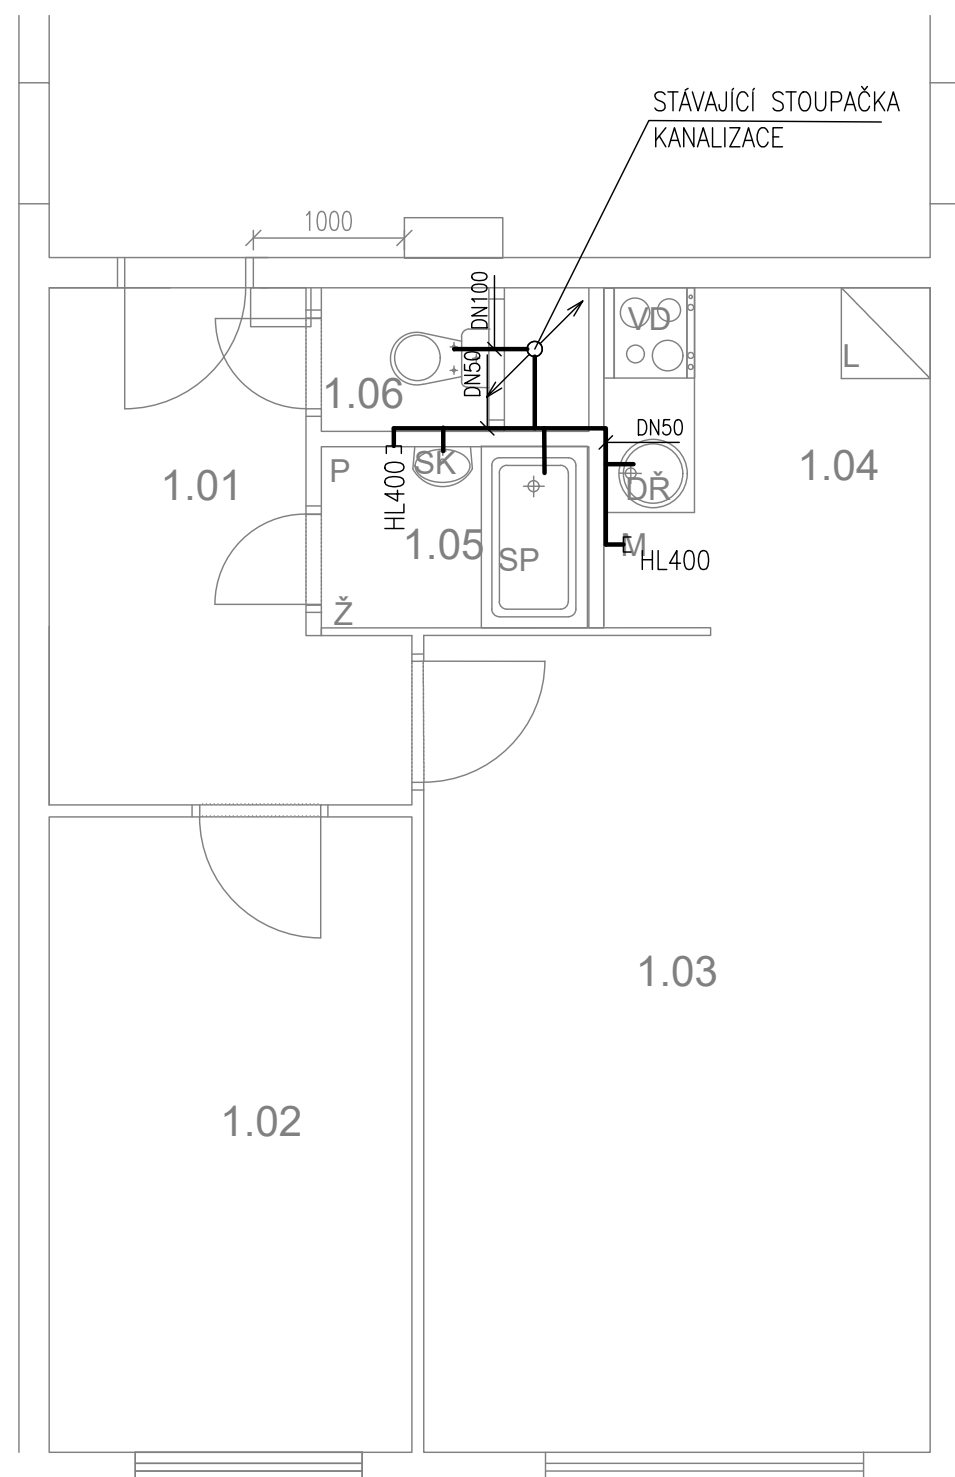 STÁVAJÍCÍ STOUPAČKA
KANALIZACE
1000
DN100
VD
L
DN50
1.06
DN50
1.04
P
SK
HL400
1.01
DŘ
1.05
SP
M
HL400
Ž
1.03
1.02